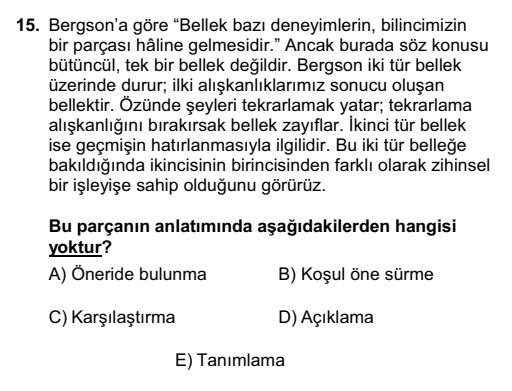 15. Bergson’a göre “Bellek bazı deneyimlerin, bilincimizin
bir parçası hâline gelmesidir.” Ancak burada söz konusu
bütüncül, tek bir bellek değildir. Bergson iki tür bellek
üzerinde durur; ilki alışkanlıklarımız sonucu oluşan
bellektir. Özünde şeyleri tekrarlamak yatar; tekrarlama
alışkanlığını bırakırsak bellek zayıflar. İkinci tür bellek
ise geçmişin hatırlanmasıyla ilgilidir. Bu iki tür belleğe
bakıldığında ikincisinin birincisinden farklı olarak zihinsel
bir işleyişe sahip olduğunu görürüz.
Bu parçanın anlatımında aşağıdakilerden hangisi
yoktur?
A) Öneride bulunma B) Koşul öne sürme
C) Karşılaştırma D) Açıklama
E) Tanımlama